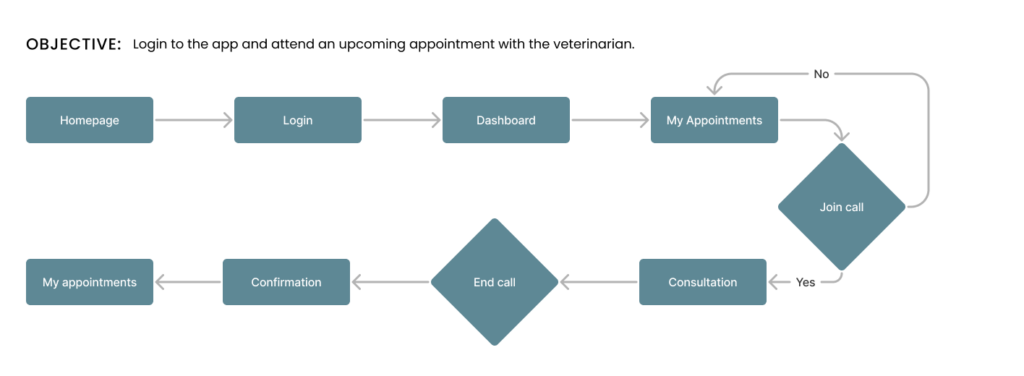 OBJECTIVE: Login to the app and attend an upcoming appointment with the veterinarian.
No
Homepage
Login
Dashboard
My Appointments
Join call
Yes
Consultation
End call
Confirmation
My appointments